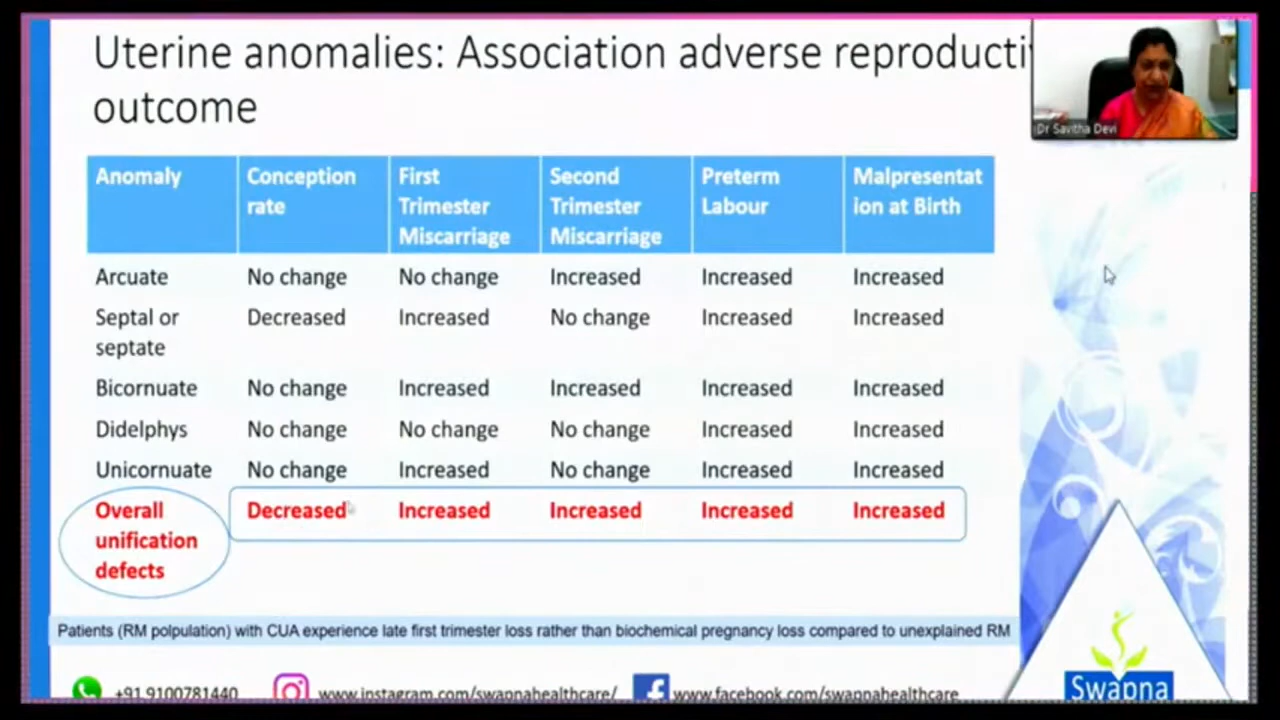 Uterine anomalies: Association adverse reproducti
outcome
Dr Savitha Devi
Anomaly Conception rate First Trimester Miscarriage Second Trimester Miscarriage Preterm Labour Malpresentat ion at Birth
Arcuate No change No change Increased Increased Increased
Septal or septate Decreased Increased No change Increased Increased
Bicornuate No change Increased Increased Increased Increased
Didelphys No change No change No change Increased Increased
Unicornuate No change Increased No change Increased Increased
Overall unification defects Decreased Increased Increased Increased Increased
Patients (RM polpulation) with CUA experience late first trimester loss rather than biochemical pregnancy loss compared to unexplained RM
+91 9100781440 www.instagram.com/swapnahealthcare/ www.facebook.com/swapnahealthcare
Swapna